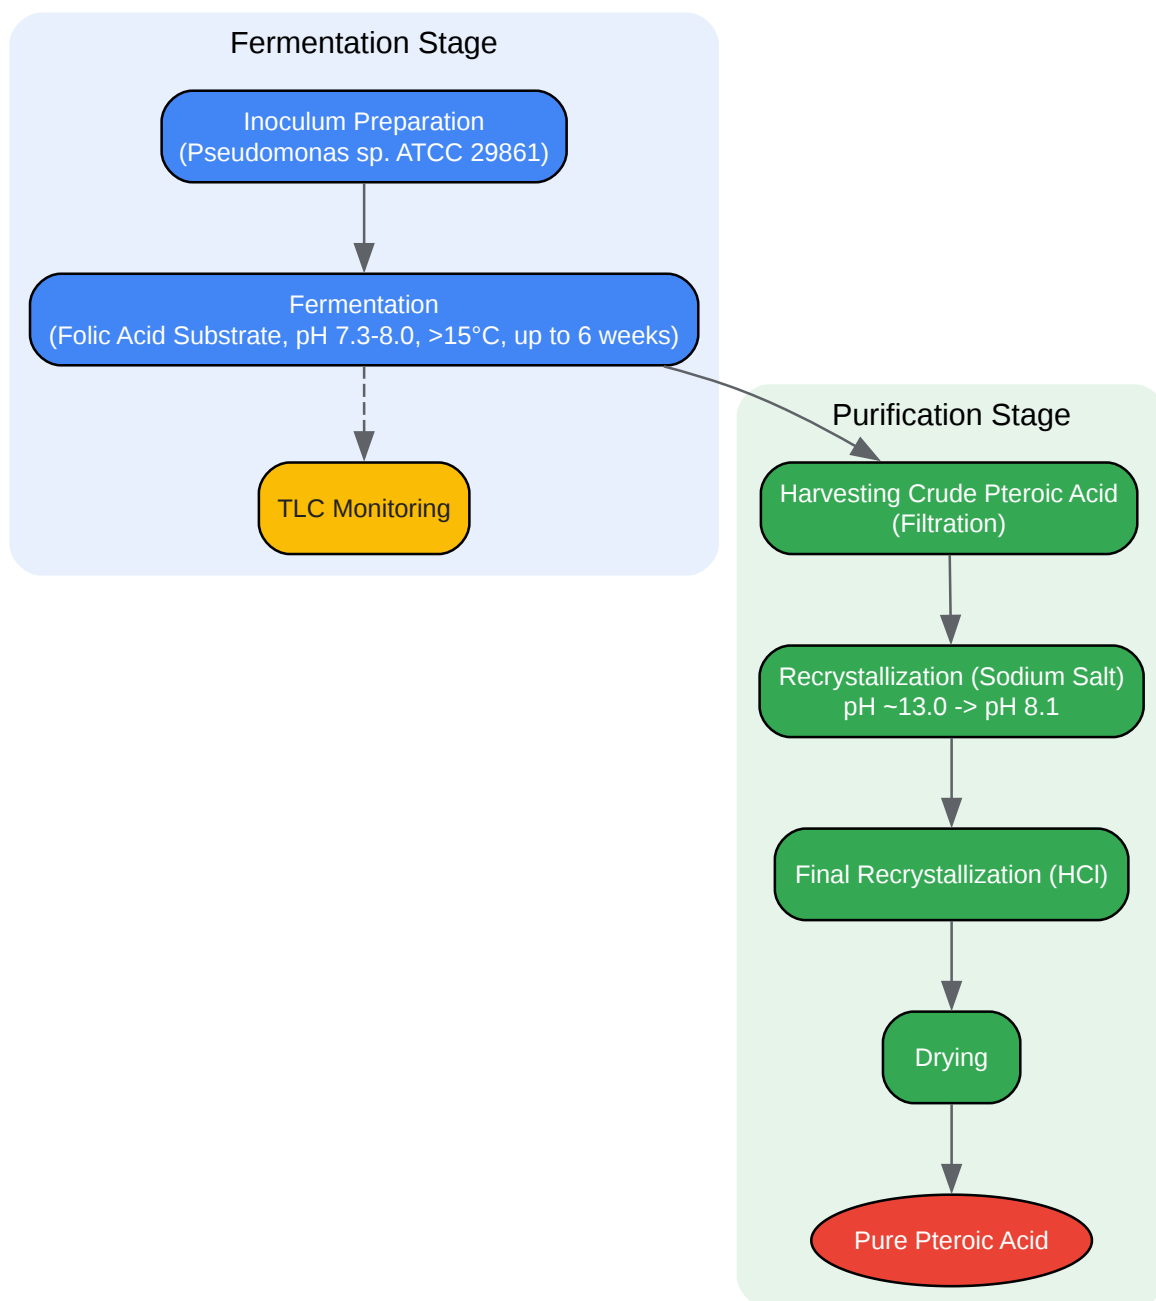 Fermentation Stage
Inoculum Preparation
(Pseudomonas sp. ATCC 29861)
Fermentation
(Folic Acid Substrate, pH 7.3-8.0, >15°C, up to 6 weeks)
TLC Monitoring
Purification Stage
Harvesting Crude Pteroic Acid
(Filtration)
Recrystallization (Sodium Salt)
pH ~13.0 -> pH 8.1
Final Recrystallization (HCl)
Drying
Pure Pteroic Acid